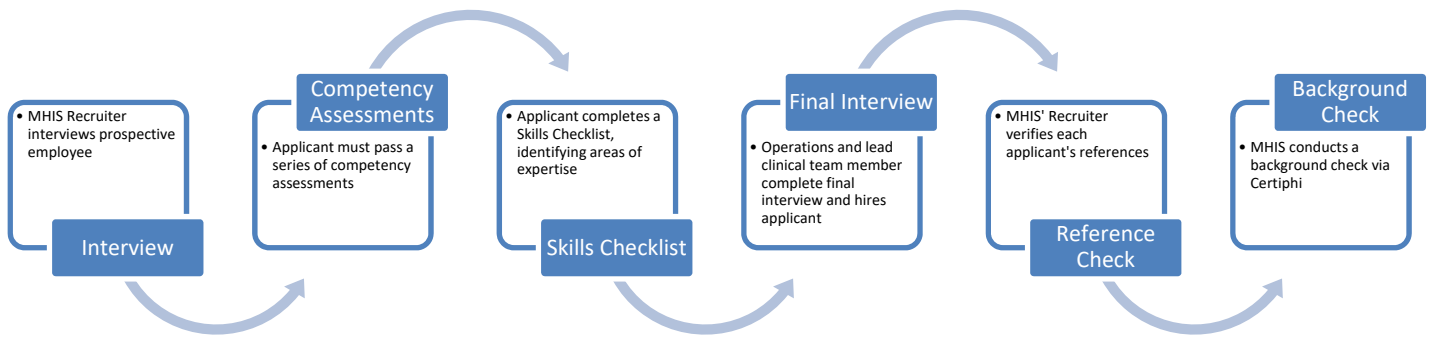 • MHIS Recruiter
interviews prospective
employee
Interview
Competency
Assessments
• Applicant must pass a
series of competency
assessments
• Applicant completes a
Skills Checklist,
identifying areas of
expertise
Skills Checklist
Final Interview
• Operations and lead
clinical team member
complete final
interview and hires
applicant
• MHIS' Recruiter
verifies each
applicant's references
Reference
Check
Background
Check
• MHIS conducts a
background check via
Certiphi